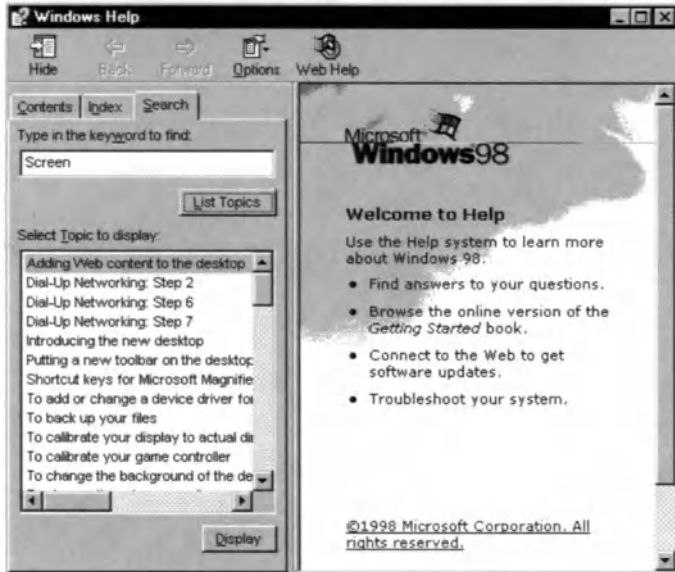 Windows Help
Hide Back Forward Options Web Help
Contents Index Search
Type in the keyword to find:
Screen
List Topics
Select Topic to display:
Adding Web content to the desktop
Dial-Up Networking: Step 2
Dial-Up Networking: Step 6
Dial-Up Networking: Step 7
Introducing the new desktop
Putting a new toolbar on the desktop
Shortcut keys for Microsoft Magnifie
To add or change a device driver for
To back up your files
To calibrate your display to actual di
To calibrate your game controller
To change the background of the de
Display
Microsoft
Windows 98
Welcome to Help
Use the Help system to learn more
about Windows 98.
• Find answers to your questions.
• Browse the online version of the
Getting Started book.
• Connect to the Web to get
software updates.
• Troubleshoot your system.
©1998 Microsoft Corporation. All
rights reserved.